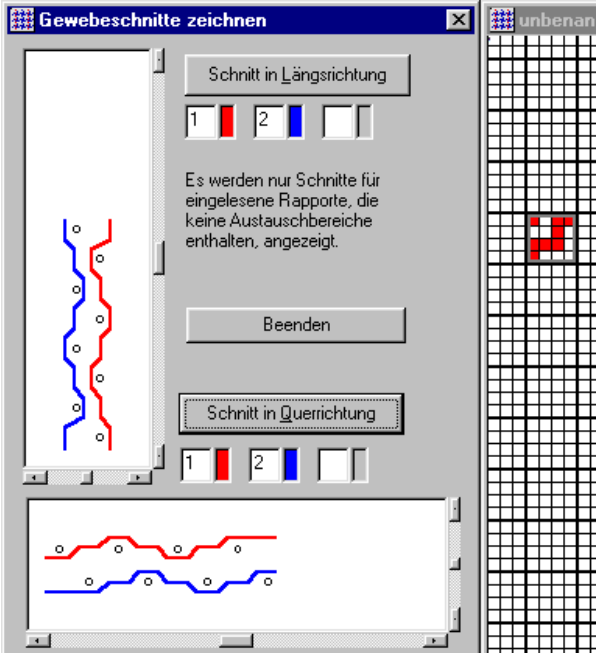 Gewebeschnitte zeichnen
unbenan
Schnitt in Längsrichtung
1 2
Es werden nur Schnitte für
eingelesene Rapporte, die
keine Austauschbereiche
enthalten, angezeigt.
Beenden
Schnitt in Querrichtung
1 2